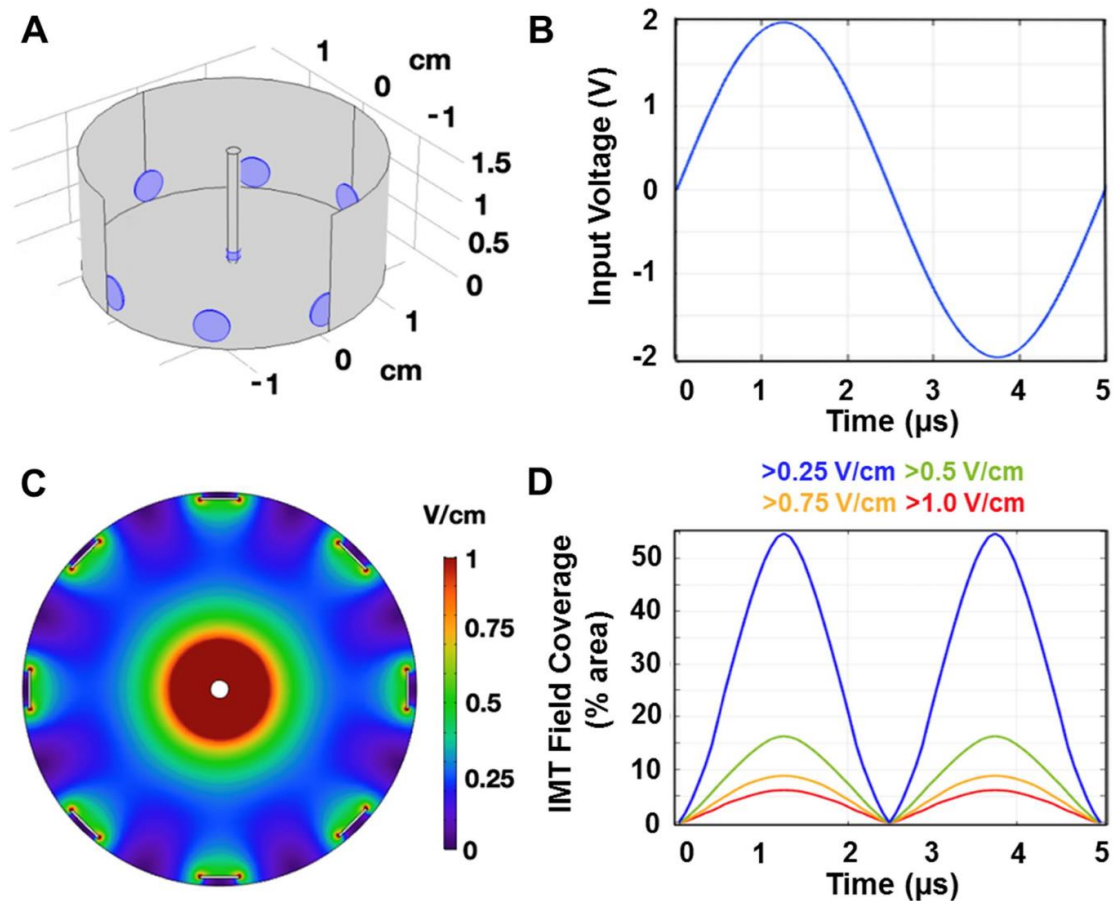 A
1
cm
0
-1
1.5
1
0.5
0
1
0
cm
-1
B
2
1
0
-1
-2
Input Voltage (V)
0 1 2 3 4 5
Time (µs)
C
V/cm
1
0.75
0.5
0.25
0
D
>0.25 V/cm >0.5 V/cm
>0.75 V/cm >1.0 V/cm
50
40
30
20
10
0
IMT Field Coverage
(% area)
0 1 2 3 4 5
Time (µs)